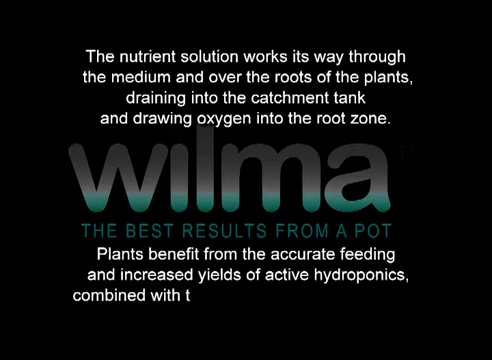 The nutrient solution works its way through
the medium and over the roots of the plants,
draining into the catchment tank
and drawing oxygen into the root zone.
wilma™
THE BEST RESULTS FROM A POT
Plants benefit from the accurate feeding
and increased yields of active hydroponics,
combined with t